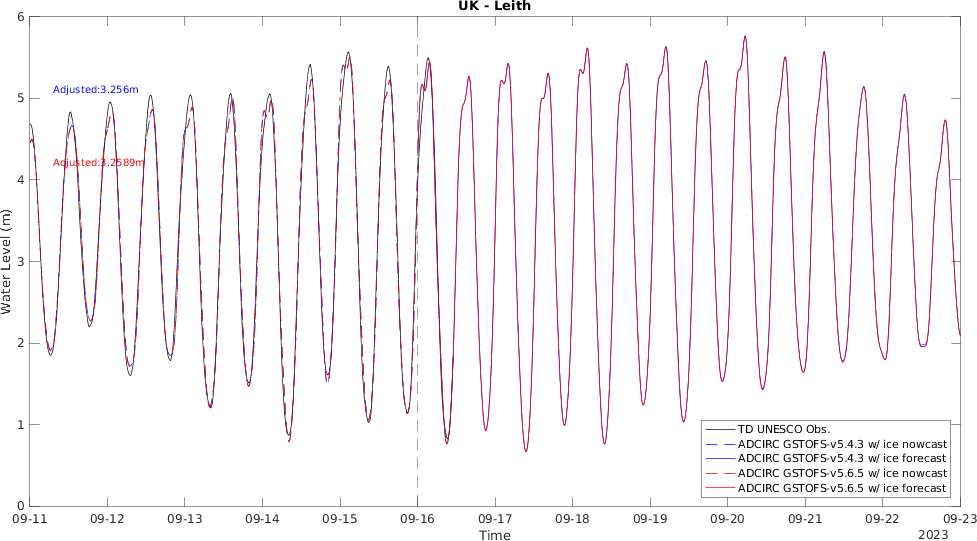 UK - Leith
6
5
4
3
2
1
0
Water Level (m)
Adjusted:3.256m
Adjusted:3.2589m
TD UNESCO Obs.
ADCIRC GSTOFS-v5.4.3 w/ ice nowcast
ADCIRC GSTOFS-v5.4.3 w/ ice forecast
ADCIRC GSTOFS-v5.6.5 w/ ice nowcast
ADCIRC GSTOFS-v5.6.5 w/ ice forecast
09-11 09-12 09-13 09-14 09-15 09-16 09-17 09-18 09-19 09-20 09-21 09-22 09-23
Time
2023